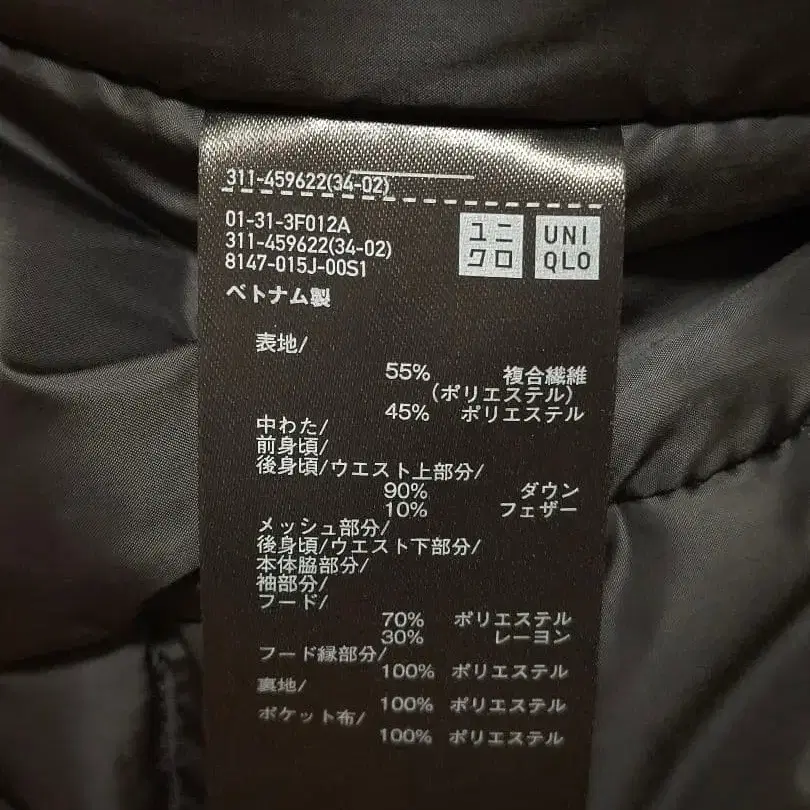 311-459622(34-02)
01-31-3F012A
311-459622(34-02)
8147-015J-00S1
ユニ
クロ
UNI
QLO
ベトナム製
表地/
55% 複合繊維
(ポリエステル)
45% ポリエステル
中わた/
前身頃/
後身頃/ウエスト上部分/
90% ダウン
10% フェザー
メッシュ部分/
後身頃/ウエスト下部分/
本体脇部分/
袖部分/
フード/
70% ポリエステル
30% レーヨン
フード縁部分/
100% ポリエステル
裏地/
100% ポリエステル
ポケット布/
100% ポリエステル